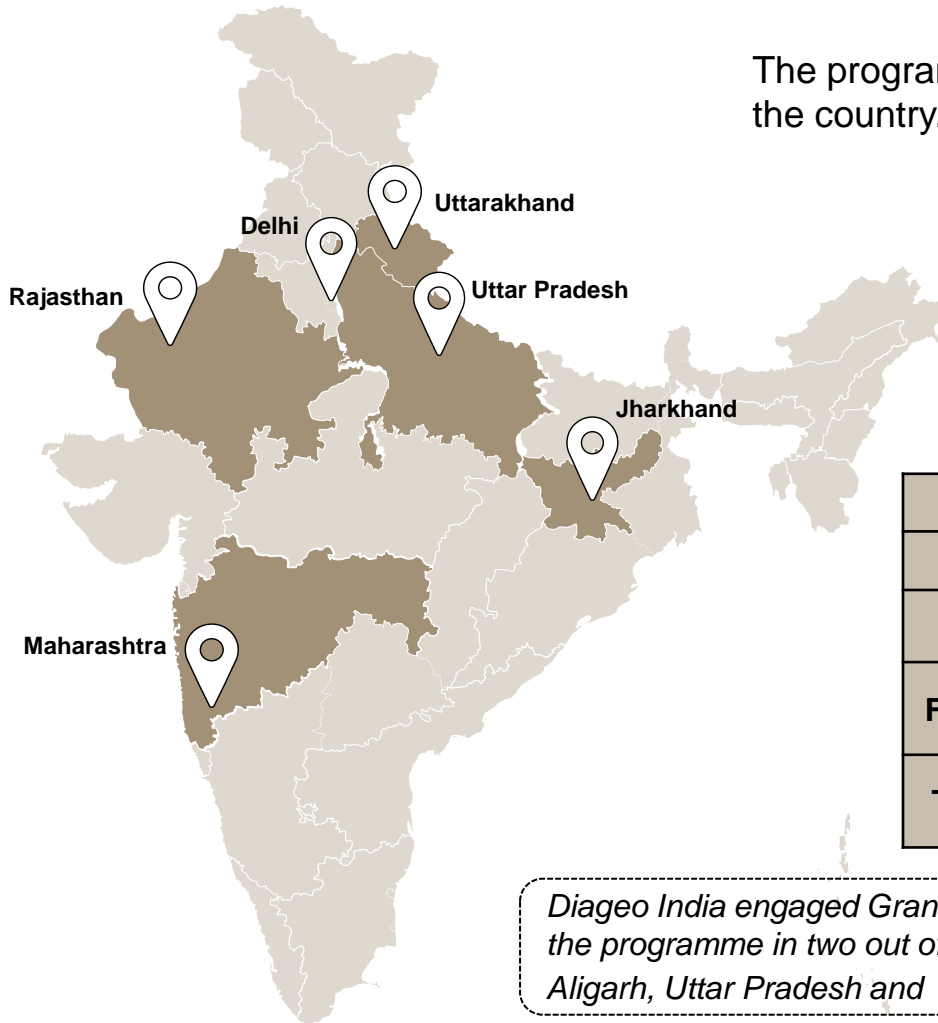 The progra
the country
Uttarakhand
Delhi
Rajasthan
Uttar Pradesh
Jharkhand
Maharashtra
F
Diageo India engaged Gran
the programme in two out o
Aligarh, Uttar Pradesh and